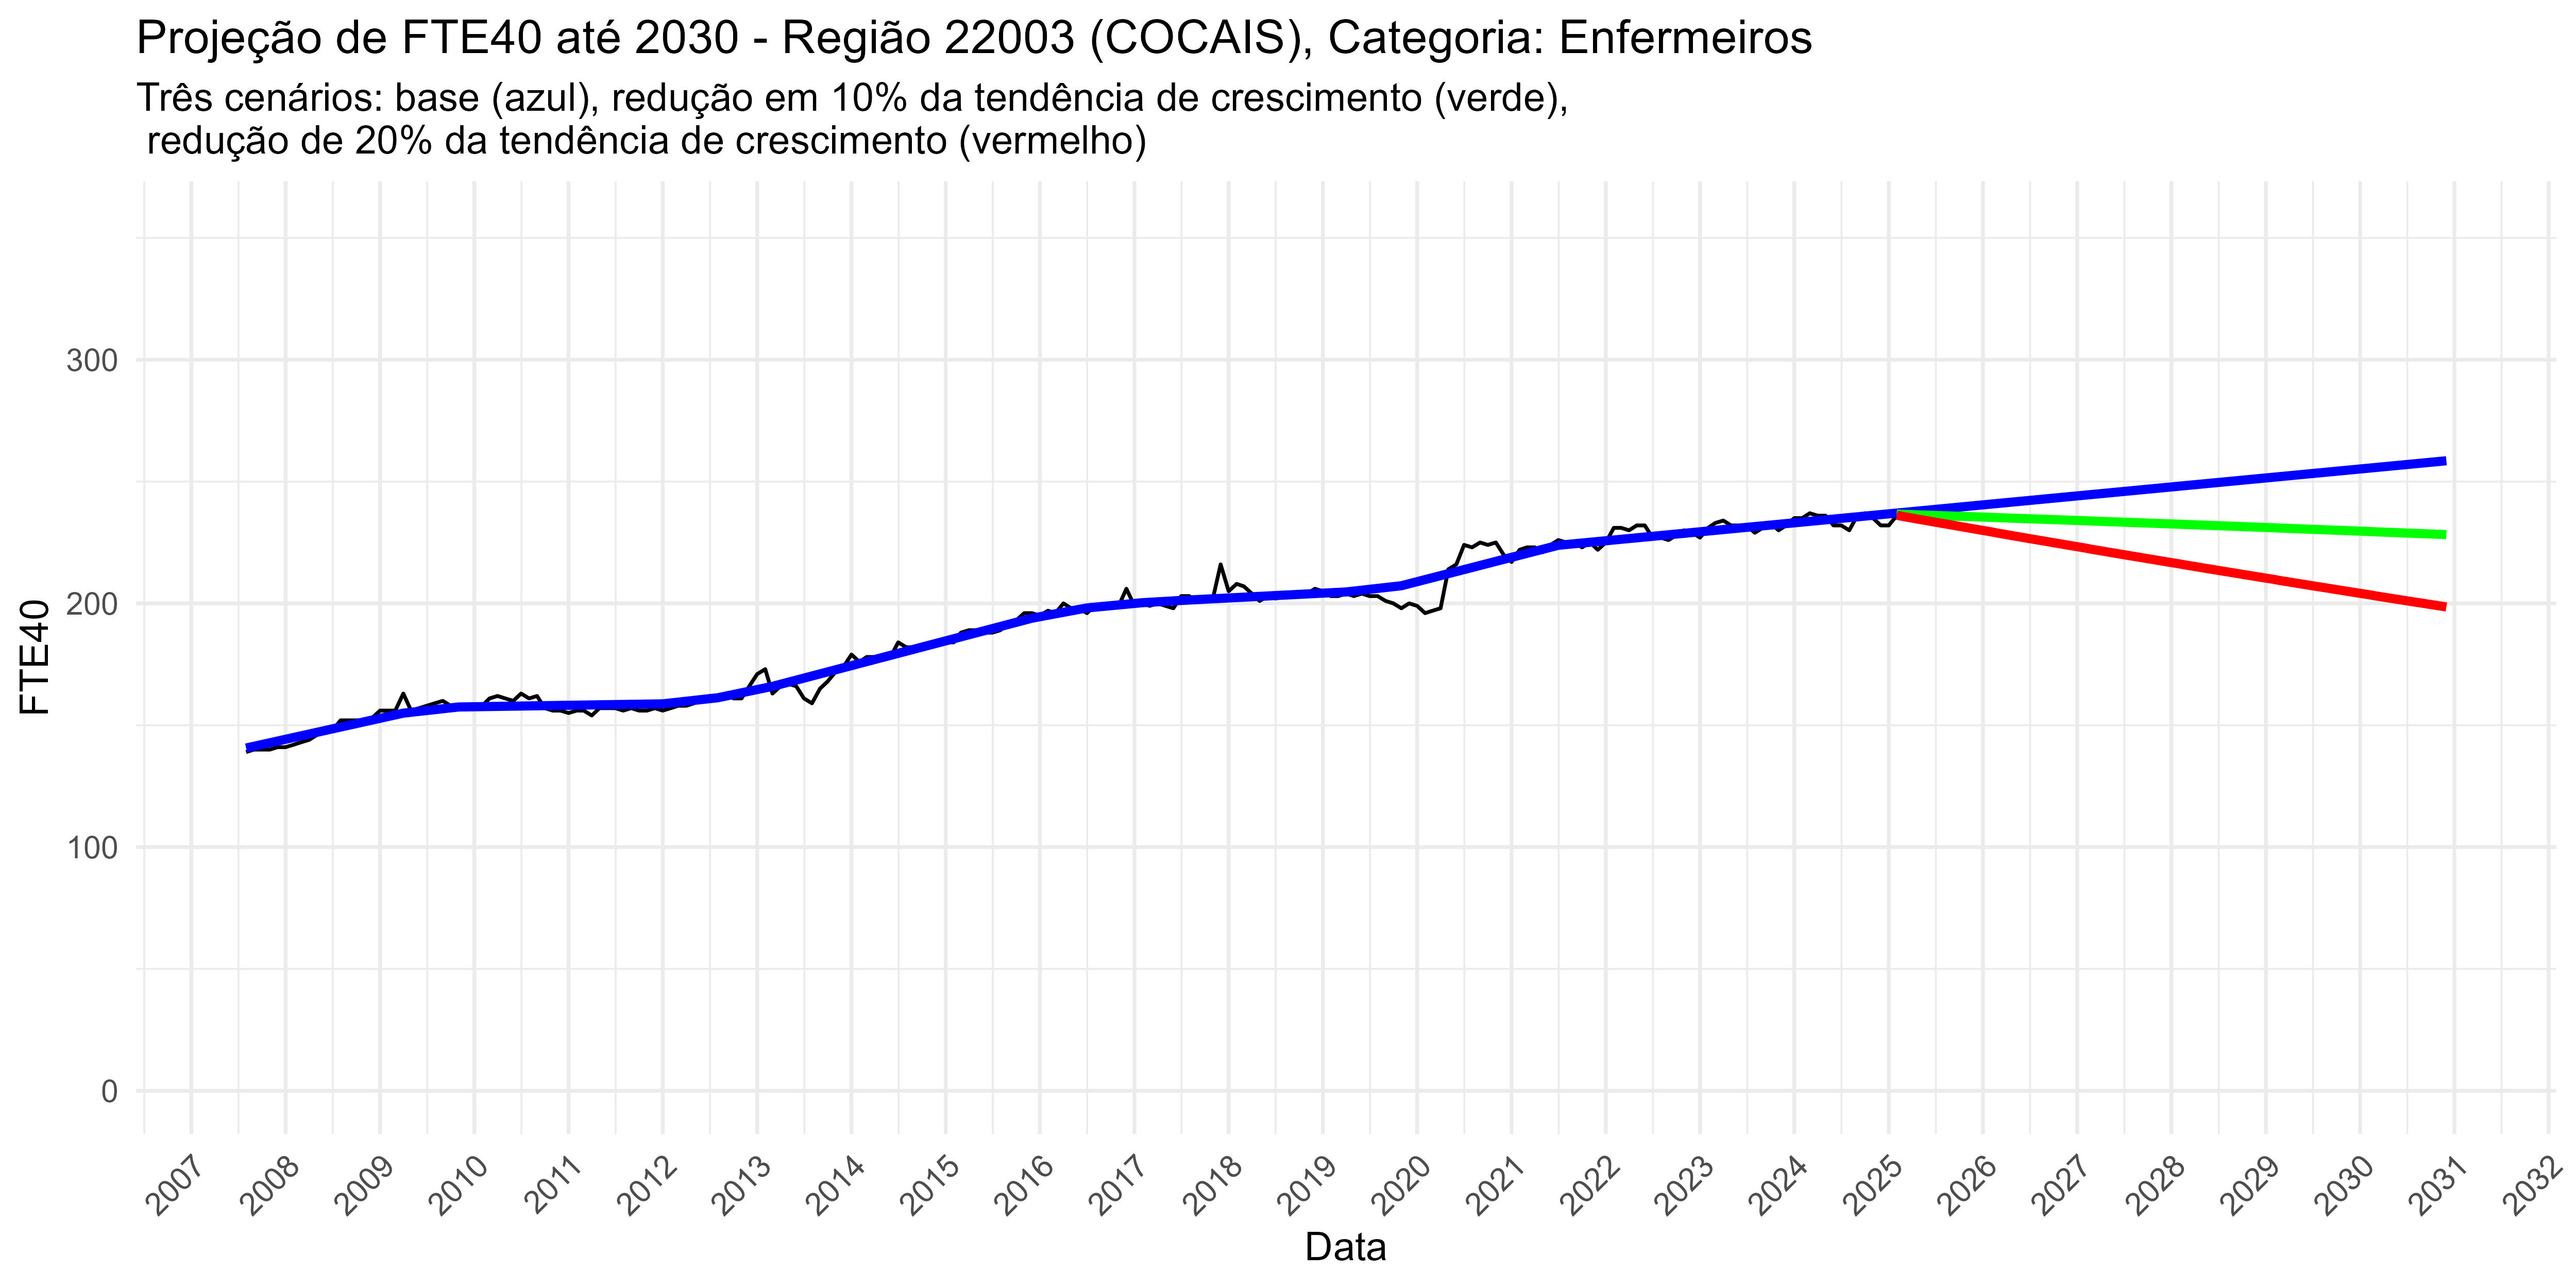 Projeção de FTE40 até 2030 - Região 22003 (COCAIS), Categoria: Enfermeiros
Três cenários: base (azul), redução em 10% da tendência de crescimento (verde),
redução de 20% da tendência de crescimento (vermelho)
FTE40
300
200
100
0
2007 2008 2009 2010 2011 2012 2013 2014 2015 2016 2017 2018 2019 2020 2021 2022 2023 2024 2025 2026 2027 2028 2029 2030 2031 2032
Data